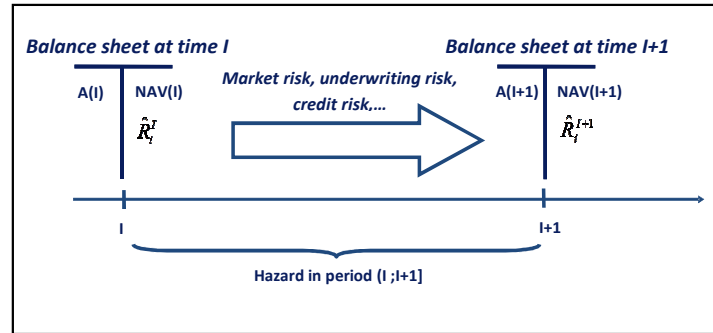 Balance sheet at time I
Balance sheet at time I+1
A(I)
NAV(I)
Market risk, underwriting risk,
credit risk,…
A(I+1)
NAV(I+1)
R̂ᵢᴵ
R̂ᵢᴵ⁺¹
I
I+1
Hazard in period (I ;I+1]